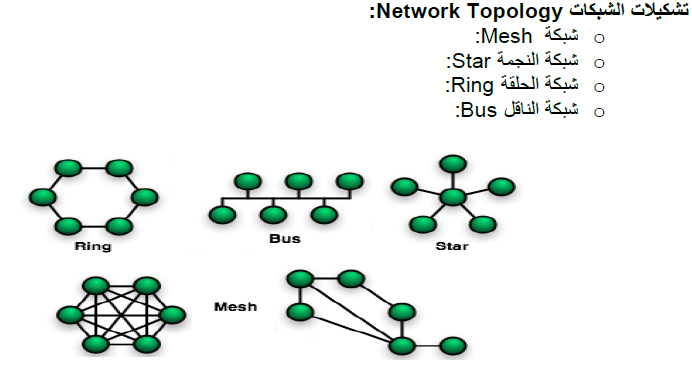 تشكيلات الشبكات Network Topology:
o شبكة Mesh:
o شبكة النجمة Star:
o شبكة الحلقة Ring:
o شبكة الناقل Bus:
Ring
Bus
Star
Mesh